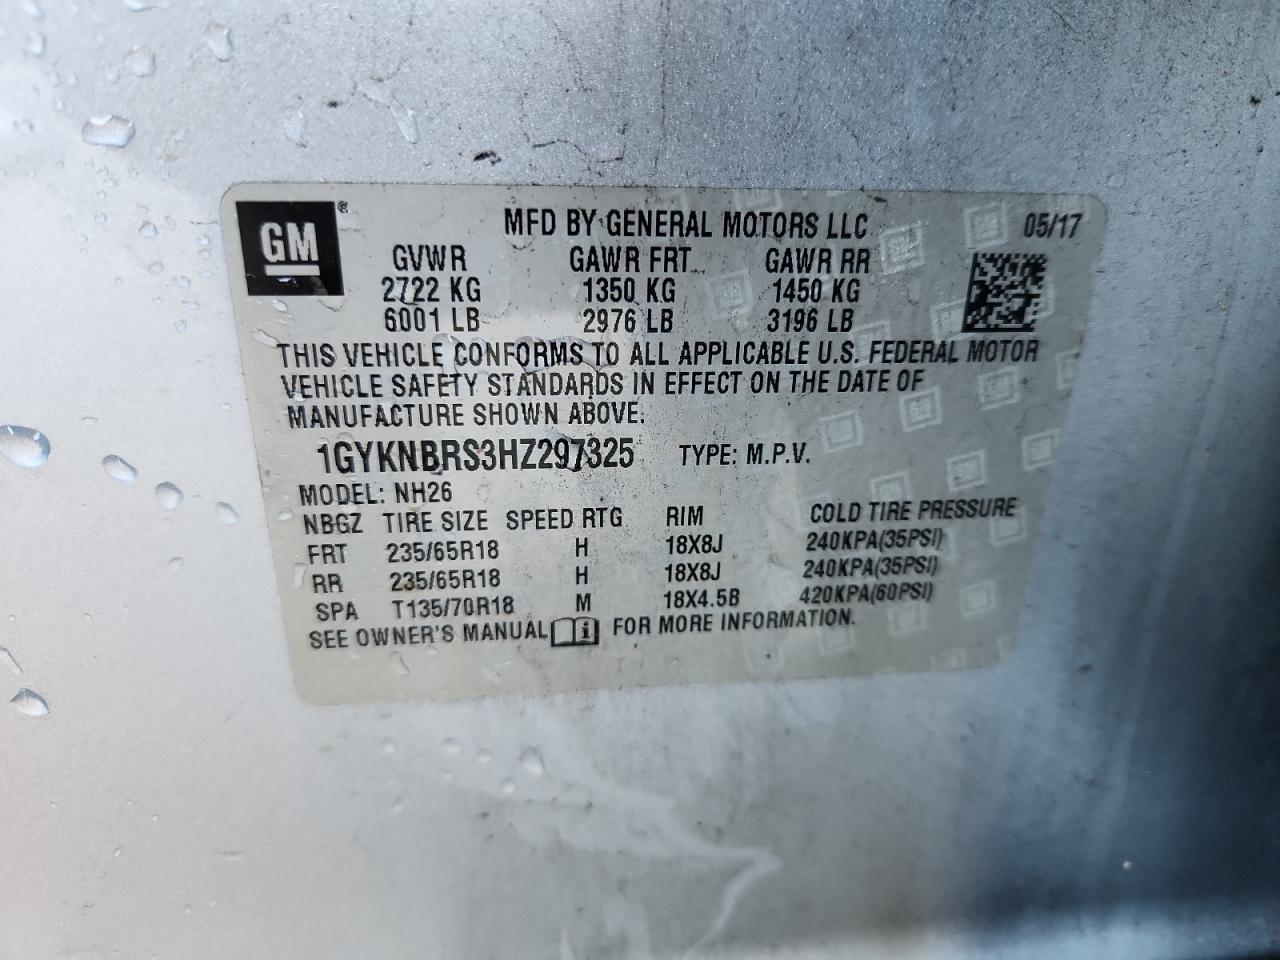 GM ®
MFD BY GENERAL MOTORS LLC 05/17
GVWR GAWR FRT GAWR RR
2722 KG 1350 KG 1450 KG
6001 LB 2976 LB 3196 LB
THIS VEHICLE CONFORMS TO ALL APPLICABLE U.S. FEDERAL MOTOR
VEHICLE SAFETY STANDARDS IN EFFECT ON THE DATE OF
MANUFACTURE SHOWN ABOVE.
1GYKNBRS3HZ297325 TYPE: M.P.V.
MODEL: NH26
NBGZ TIRE SIZE SPEED RTG RIM COLD TIRE PRESSURE
FRT 235/65R18 H 18X8J 240KPA(35PSI)
RR 235/65R18 H 18X8J 240KPA(35PSI)
SPA T135/70R18 M 18X4.5B 420KPA(60PSI)
SEE OWNER'S MANUAL i FOR MORE INFORMATION.